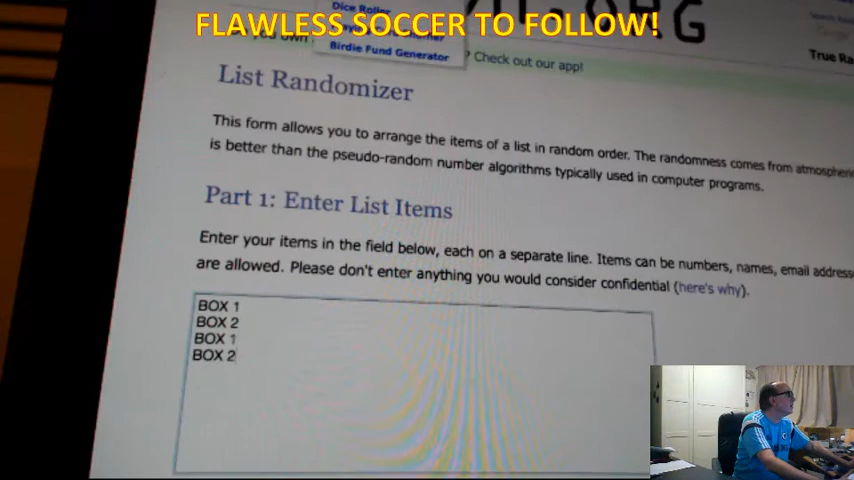 FLAWLESS SOCCER TO FOLLOW!
Dice Roller
Birdie Fund Generator
? Check out our app!
True Ra
List Randomizer
This form allows you to arrange the items of a list in random order. The randomness comes from atmospheric
is better than the pseudo-random number algorithms typically used in computer programs.
Part 1: Enter List Items
Enter your items in the field below, each on a separate line. Items can be numbers, names, email addresse
are allowed. Please don't enter anything you would consider confidential (here's why).
BOX 1
BOX 2
BOX 1
BOX 2